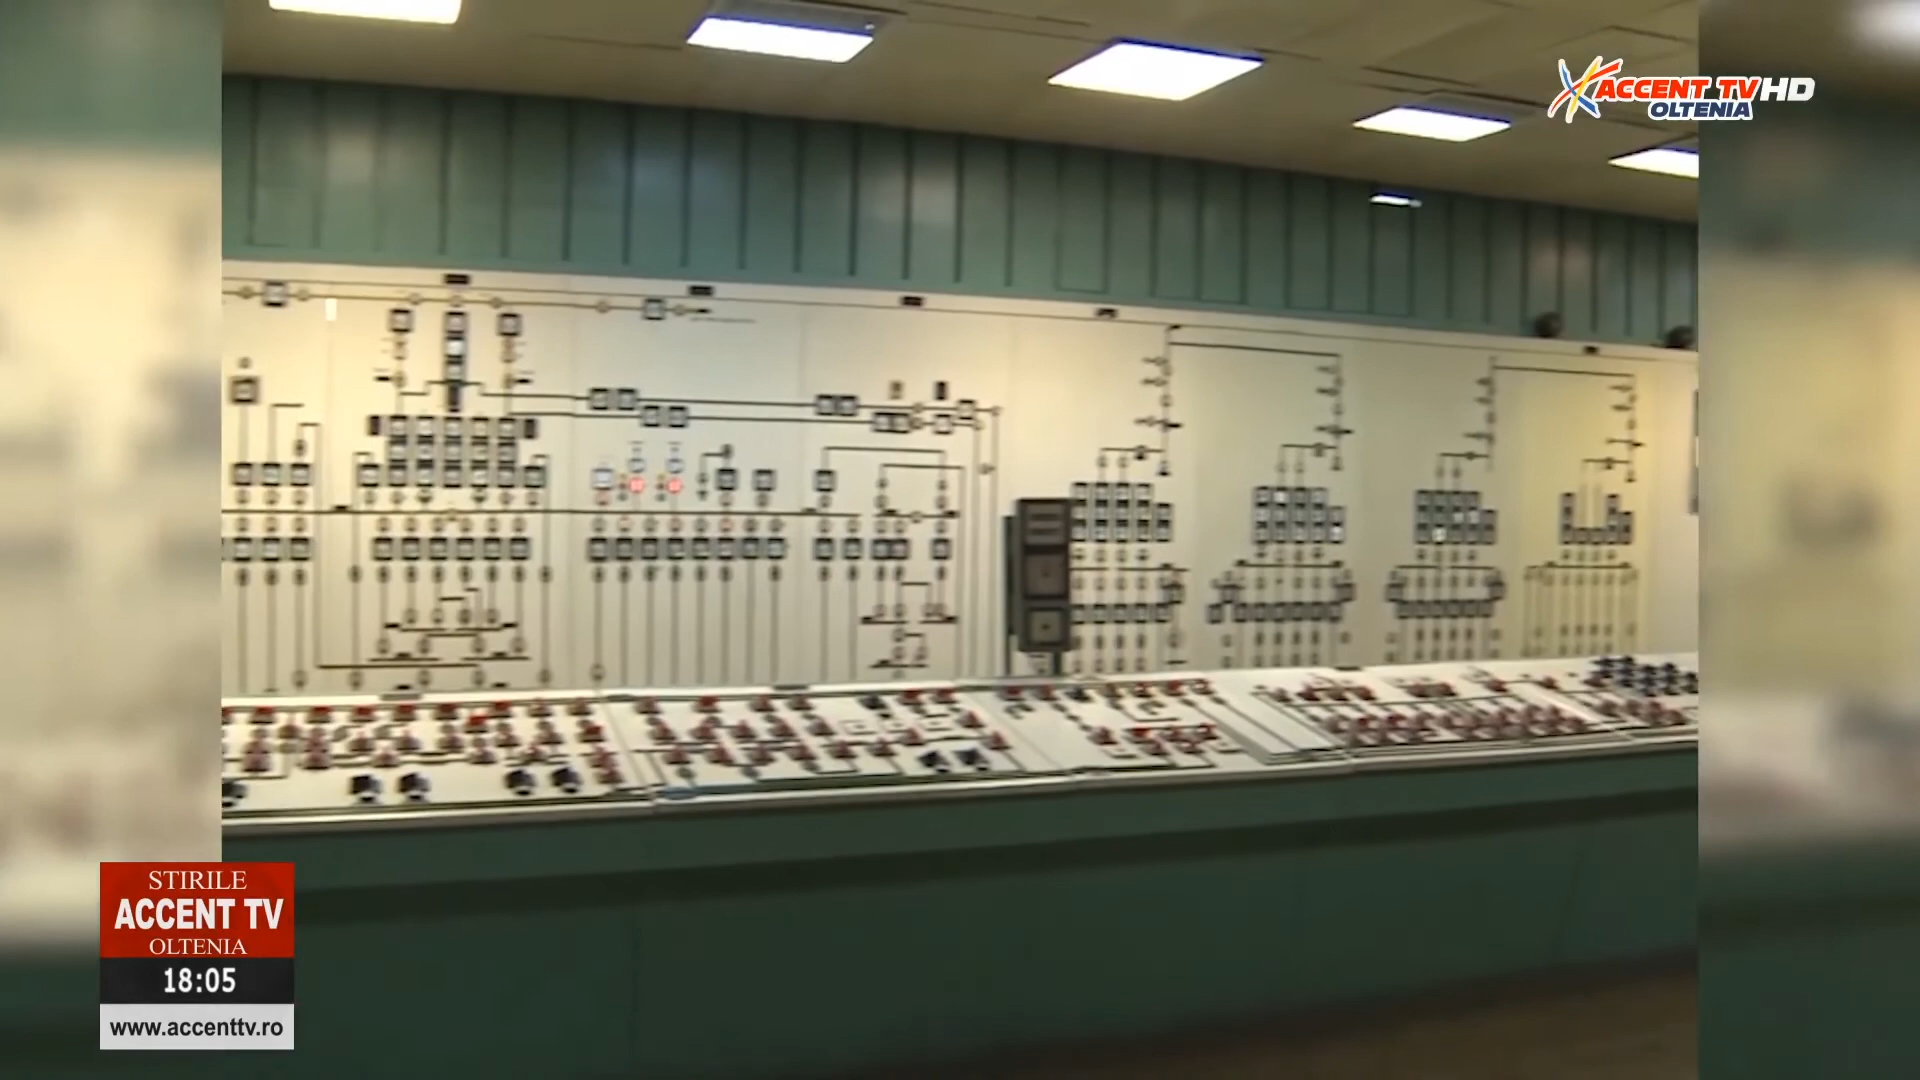 ACCENT TV HD
OLTENIA
STIRILE
ACCENT TV
OLTENIA
18:05
www.accenttv.ro